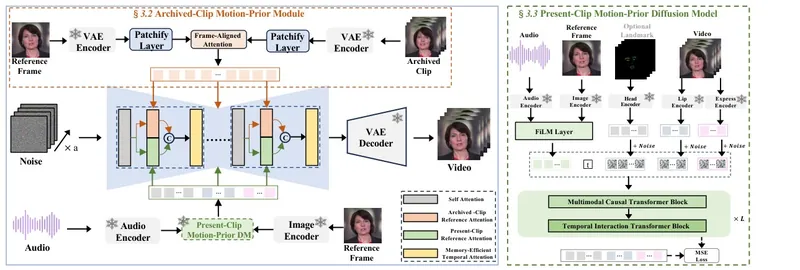 § 3.2 Archived-Clip Motion-Prior Module
Reference
Frame
VAE
Encoder
Patchify
Layer
Frame-Aligned
Attention
Patchify
Layer
VAE
Encoder
Archived
Clip
...
Noise
× a
C
......
C
VAE
Decoder
Video
...
...
...
Audio
Audio
Encoder
Present-Clip
Motion-Prior DM
Image
Encoder
Reference
Frame
Self Attention
Archived -Clip
Reference Attention
Present-Clip
Reference Attention
Memory-Efficient
Temporal Attention
§ 3.3 Present-Clip Motion-Prior Diffusion Model
Audio
Reference
Frame
Optional
Landmark
Video
Audio
Encoder
Image
Encoder
Head
Encoder
Lip
Encoder
Express
Encoder
FiLM Layer
...
...
...
+ Noise
+ Noise
+ Noise
...
t
...
...
...
Multimodal Causal Transformer Block
Temporal Interaction Transformer Block
× L
...
...
...
MSE
Loss